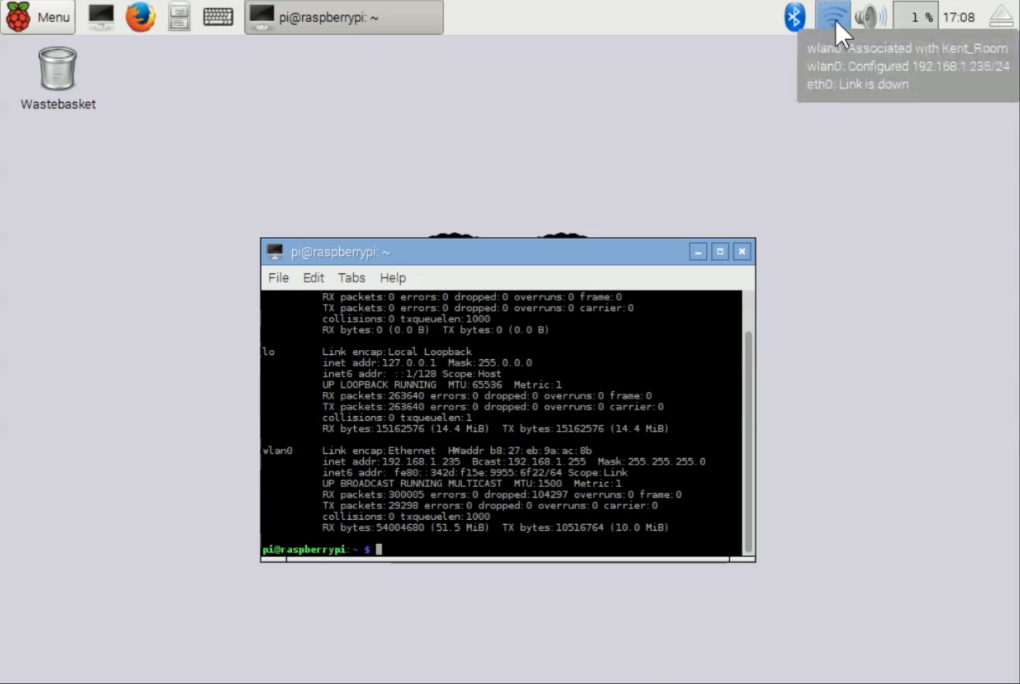 Menu
pi@raspberrypi: ~
1 %
17:08
wlan0: Associated with Kent_Room
wlan0: Configured 192.168.1.235/24
eth0: Link is down
Wastebasket
pi@raspberrypi: ~
File Edit Tabs Help
RX packets:0 errors:0 dropped:0 overruns:0 frame:0
TX packets:0 errors:0 dropped:0 overruns:0 carrier:0
collisions:0 txqueuelen:1000
RX bytes:0 (0.0 B)  TX bytes:0 (0.0 B)
lo Link encap:Local Loopback
inet addr:127.0.0.1  Mask:255.0.0.0
inet6 addr: ::1/128 Scope:Host
UP LOOPBACK RUNNING  MTU:65536  Metric:1
RX packets:263640 errors:0 dropped:0 overruns:0 frame:0
TX packets:263640 errors:0 dropped:0 overruns:0 carrier:0
collisions:0 txqueuelen:1
RX bytes:15162576 (14.4 MiB)  TX bytes:15162576 (14.4 MiB)
wlan0 Link encap:Ethernet  HWaddr b8:27:eb:9a:ac:8b
inet addr:192.168.1.235  Bcast:192.168.1.255  Mask:255.255.255.0
inet6 addr: fe80::342d:f15e:9955:6f22/64 Scope:Link
UP BROADCAST RUNNING MULTICAST  MTU:1500  Metric:1
RX packets:300005 errors:0 dropped:104297 overruns:0 frame:0
TX packets:29298 errors:0 dropped:0 overruns:0 carrier:0
collisions:0 txqueuelen:1000
RX bytes:54004680 (51.5 MiB)  TX bytes:10516764 (10.0 MiB)
pi@raspberrypi:~ $